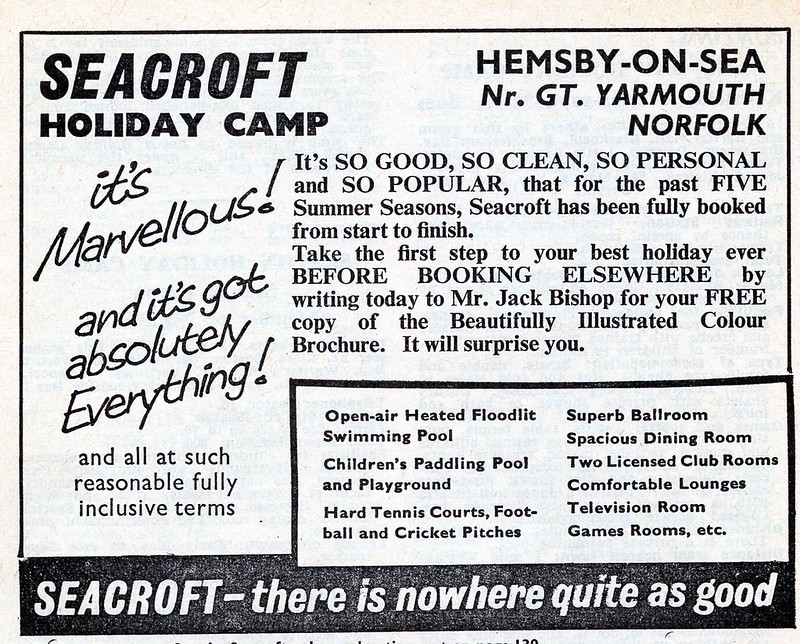 SEACROFT
HOLIDAY CAMP
HEMSBY-ON-SEA
Nr. GT. YARMOUTH
NORFOLK
it's
Marvellous!
and it's got
absolutely
Everything!
and all at such
reasonable fully
inclusive terms
It's SO GOOD, SO CLEAN, SO PERSONAL
and SO POPULAR, that for the past FIVE
Summer Seasons, Seacroft has been fully booked
from start to finish.
Take the first step to your best holiday ever
BEFORE BOOKING ELSEWHERE by
writing today to Mr. Jack Bishop for your FREE
copy of the Beautifully Illustrated Colour
Brochure. It will surprise you.
Open-air Heated Floodlit
Swimming Pool
Children's Paddling Pool
and Playground
Hard Tennis Courts, Foot-
ball and Cricket Pitches
Superb Ballroom
Spacious Dining Room
Two Licensed Club Rooms
Comfortable Lounges
Television Room
Games Rooms, etc.
SEACROFT – there is nowhere quite as good